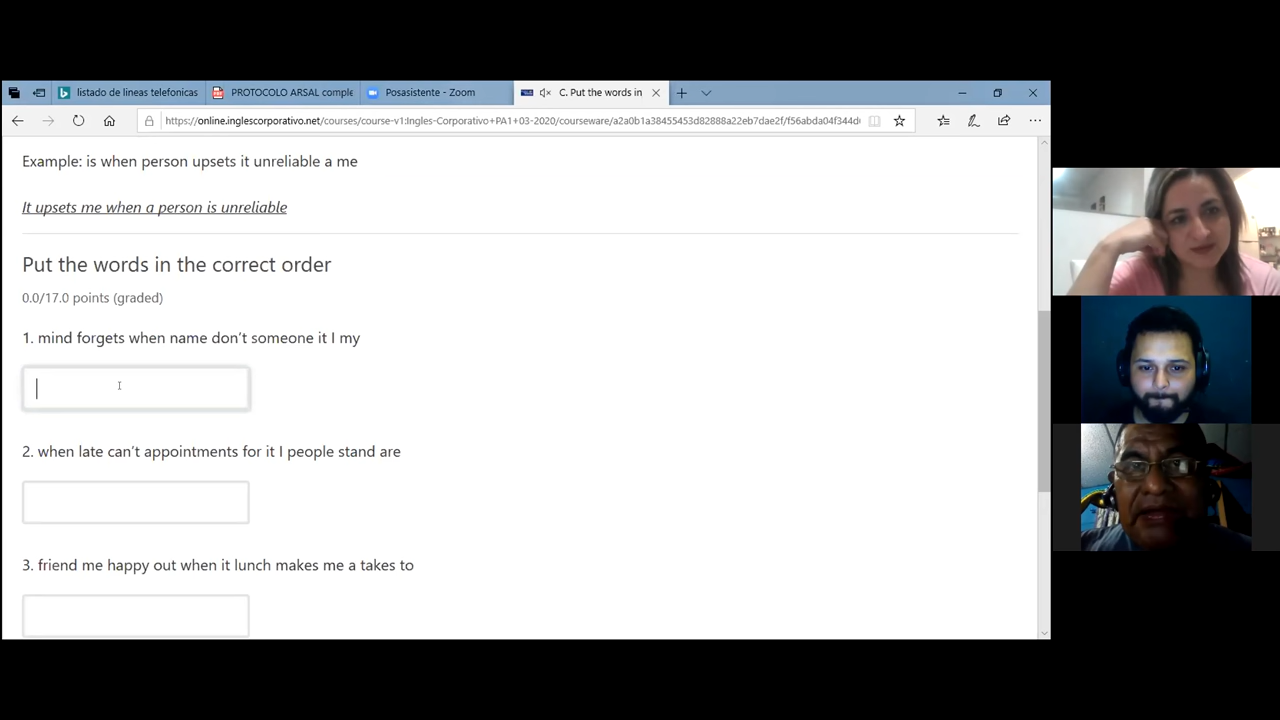 listado de lineas telefonicas
PROTOCOLO ARSAL comple
Posasistente - Zoom
C. Put the words in
https://online.inglescorporativo.net/courses/course-v1:Ingles-Corporativo+PA1+03-2020/courseware/a2a0b1a38455453d82888a22eb7dae2f/f56abda04f344d
Example: is when person upsets it unreliable a me
It upsets me when a person is unreliable
Put the words in the correct order
0.0/17.0 points (graded)
1. mind forgets when name don’t someone it I my
2. when late can’t appointments for it I people stand are
3. friend me happy out when it lunch makes me a takes to